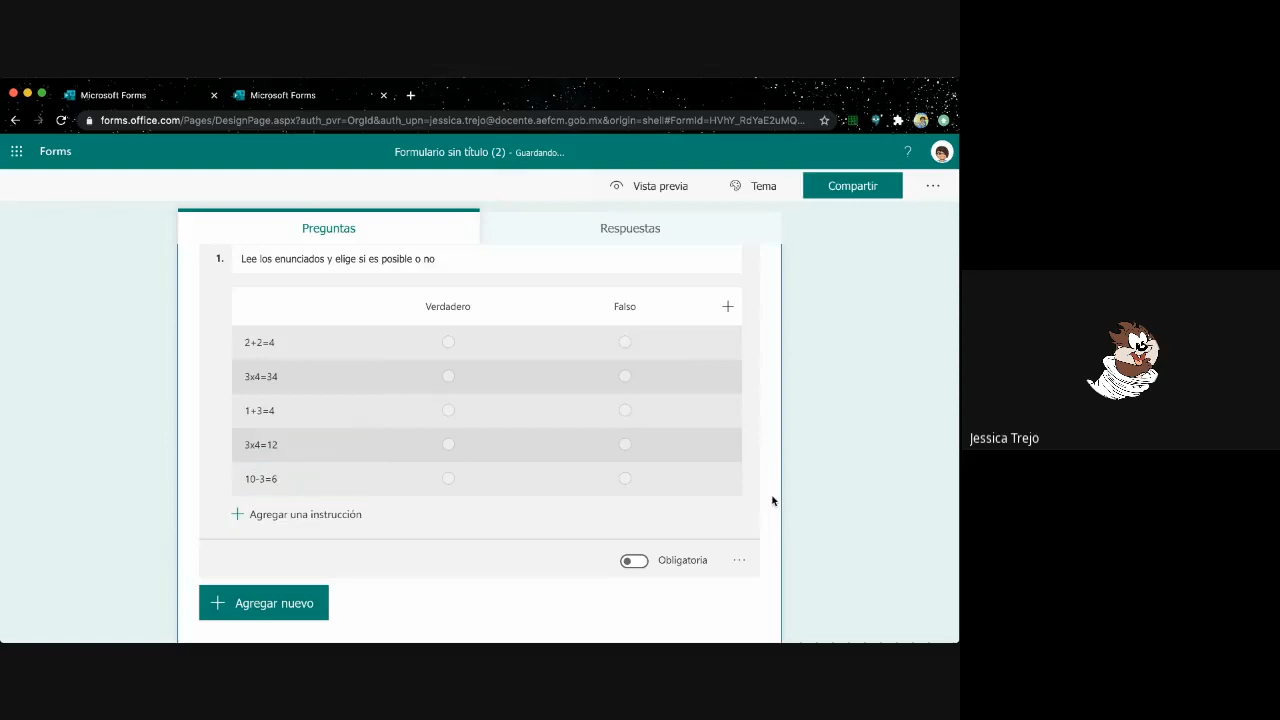 Microsoft Forms
Microsoft Forms
forms.office.com/Pages/DesignPage.aspx?auth_pvr=OrgId&auth_upn=jessica.trejo@docente.aefcm.gob.mx&origin=shell#FormId=HVhY_RdYaE2uMQ...
Forms
Formulario sin título (2) - Guardando...
?
Vista previa
Tema
Compartir
...
Preguntas
Respuestas
1. Lee los enunciados y elige si es posible o no
Verdadero Falso +
2+2=4
3x4=34
1+3=4
3x4=12
10-3=6
+ Agregar una instrucción
Obligatoria ...
+ Agregar nuevo
Jessica Trejo